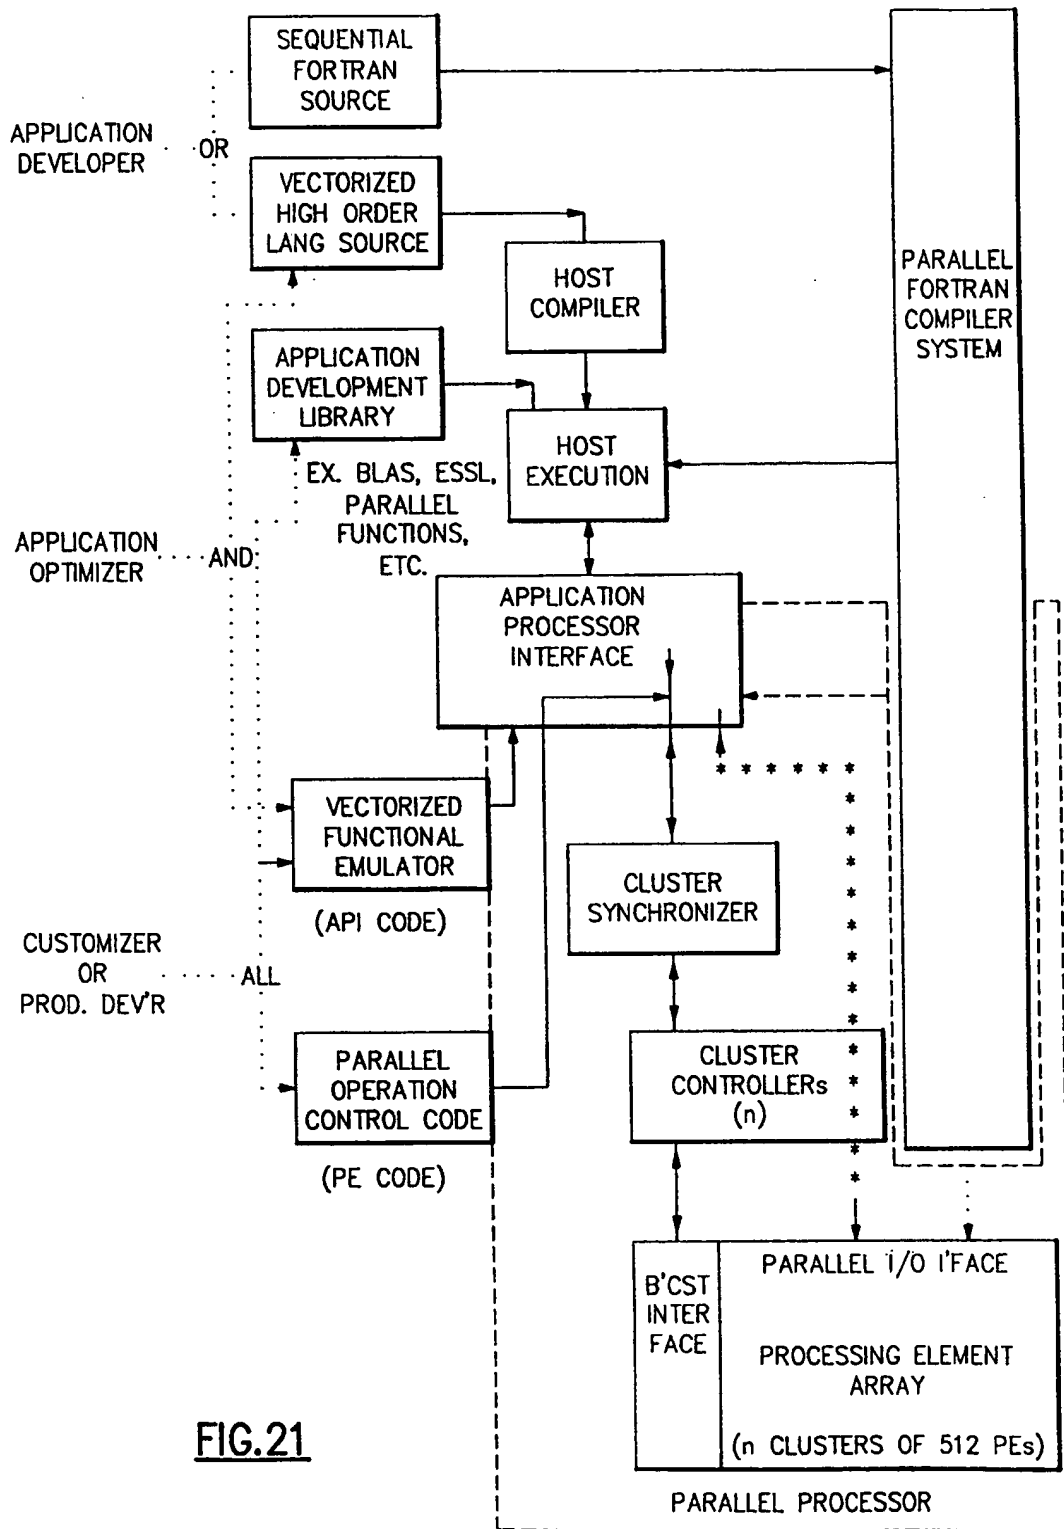 SEQUENTIAL
FORTRAN
SOURCE
APPLICATION
DEVELOPER
OR
VECTORIZED
HIGH ORDER
LANG SOURCE
HOST
COMPILER
PARALLEL
FORTRAN
COMPILER
SYSTEM
APPLICATION
DEVELOPMENT
LIBRARY
HOST
EXECUTION
EX. BLAS, ESSL,
PARALLEL
FUNCTIONS,
ETC.
APPLICATION
OPTIMIZER
AND
APPLICATION
PROCESSOR
INTERFACE
VECTORIZED
FUNCTIONAL
EMULATOR
(API CODE)
CLUSTER
SYNCHRONIZER
CUSTOMIZER
OR
PROD. DEV'R
ALL
PARALLEL
OPERATION
CONTROL CODE
(PE CODE)
CLUSTER
CONTROLLERs
(n)
B'CST
INTER
FACE
PARALLEL I/O I'FACE
PROCESSING ELEMENT
ARRAY
(n CLUSTERS OF 512 PEs)
PARALLEL PROCESSOR
FIG.21